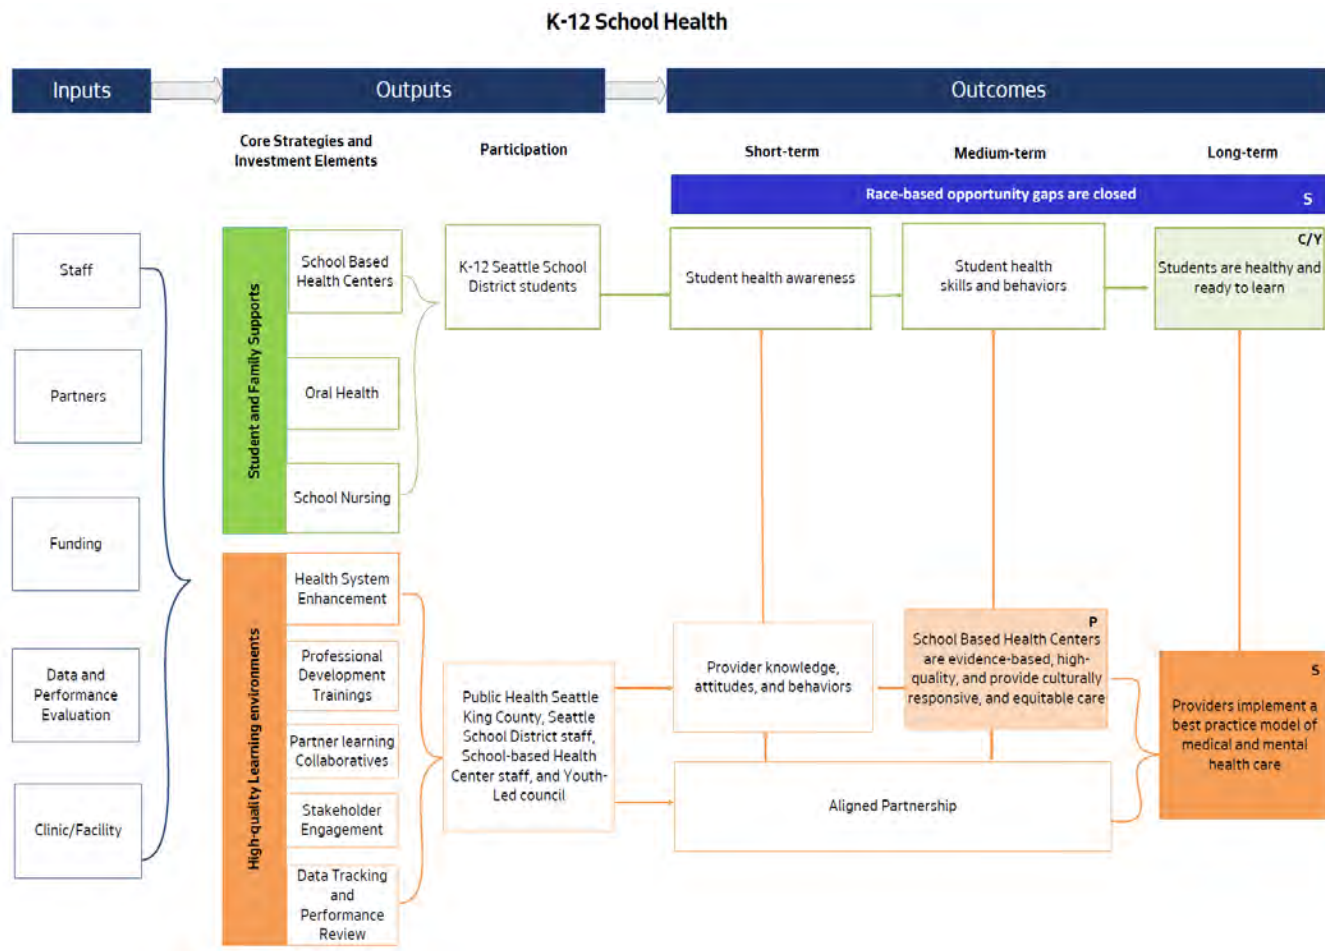 K-12 School Health
Inputs
Outputs
Outcomes
Core Strategies and
Investment Elements
Participation
Short-term
Medium-term
Long-term
Race-based opportunity gaps are closed
S
Staff
Partners
Funding
Data and
Performance
Evaluation
Clinic/Facility
Student and Family Supports
School Based
Health Centers
Oral Health
School Nursing
K-12 Seattle School
District students
Student health awareness
Student health
skills and behaviors
C/Y
Students are healthy and
ready to learn
High-quality Learning environments
Health System
Enhancement
Professional
Development
Trainings
Partner learning
Collaboratives
Stakeholder
Engagement
Data Tracking
and
Performance
Review
Public Health Seattle
King County, Seattle
School District staff,
School-based Health
Center staff, and Youth-
Led council
Provider knowledge,
attitudes, and behaviors
P
School Based Health Centers
are evidence-based, high-
quality, and provide culturally
responsive, and equitable care
Aligned Partnership
S
Providers implement a
best practice model of
medical and mental
health care